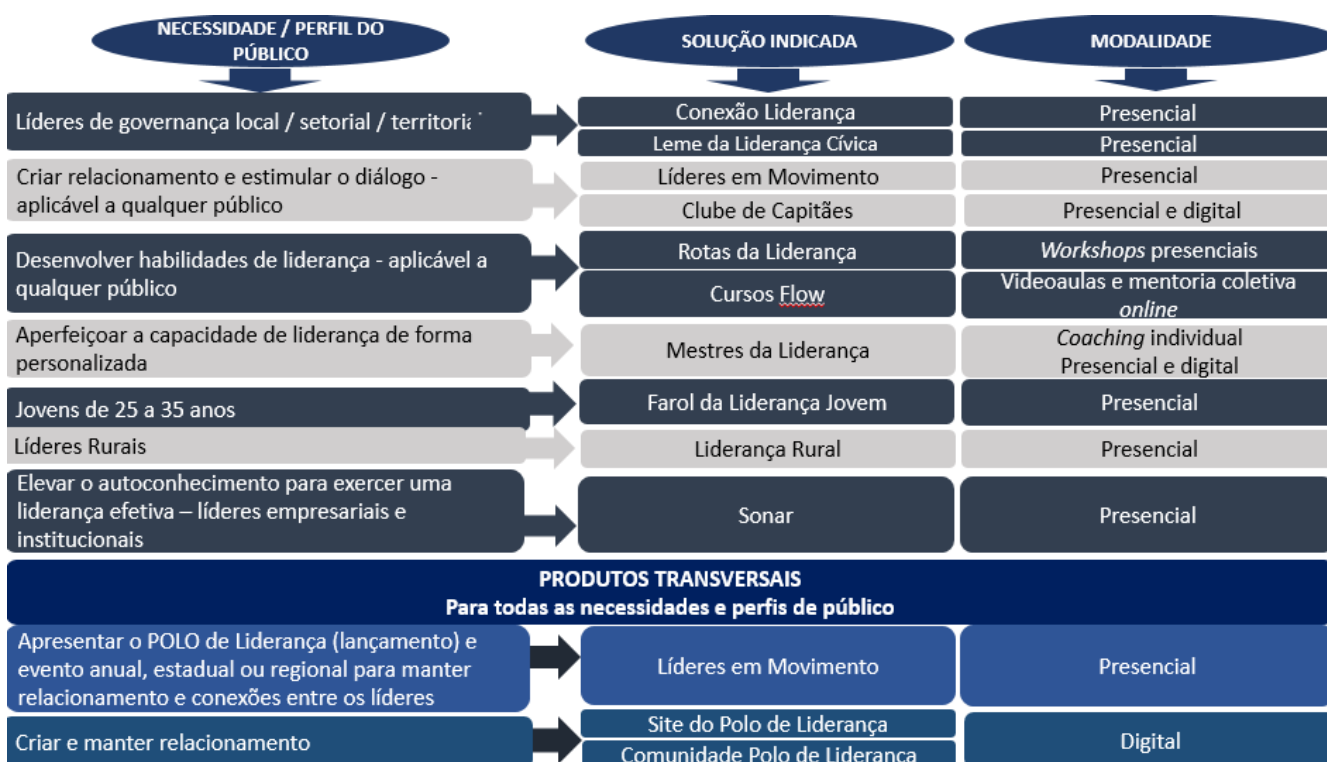 NECESSIDADE / PERFIL DO
PÚBLICO
SOLUÇÃO INDICADA
MODALIDADE
Líderes de governança local / setorial /
Conexão Liderança
Presencial
Leme da Liderança Cívica
Presencial
Criar relacionamento e estimular o diálogo -
aplicável a qualquer público
Líderes em Movimento
Presencial
Clube de Capitães
Presencial e digital
Desenvolver habilidades de liderança - aplicável a
qualquer público
Rotas da Liderança
Workshops presenciais
Cursos Flow
Videoaulas e mentoria coletiva
online
Aperfeiçoar a capacidade de liderança de forma
personalizada
Mestres da Liderança
Coaching individual
Presencial e digital
Jovens de 25 a 35 anos
Farol da Liderança Jovem
Presencial
Líderes Rurais
Liderança Rural
Presencial
Elevar o autoconhecimento para exercer uma
liderança efetiva – líderes empresariais e
institucionais
Sonar
Presencial
PRODUTOS TRANSVERSAIS
Para todas as necessidades e perfis de público
Apresentar o POLO de Liderança (lançamento) e
evento anual, estadual ou regional para manter
relacionamento e conexões entre os líderes
Líderes em Movimento
Presencial
Criar e manter relacionamento
Site do Polo de Liderança
Comunidade Polo de Liderança
Digital